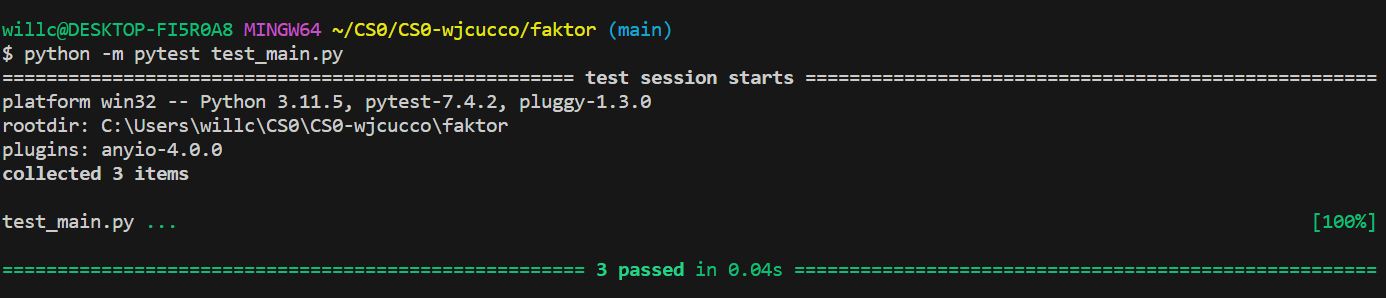 willc@DESKTOP-FI5R0A8 MINGW64 ~/CS0/CS0-wjcucco/faktor (main)
$ python -m pytest test_main.py
==================================================== test session starts ====================================================
platform win32 -- Python 3.11.5, pytest-7.4.2, pluggy-1.3.0
rootdir: C:\Users\willc\CS0\CS0-wjcucco\faktor
plugins: anyio-4.0.0
collected 3 items
test_main.py ... [100%]
===================================================== 3 passed in 0.04s =====================================================